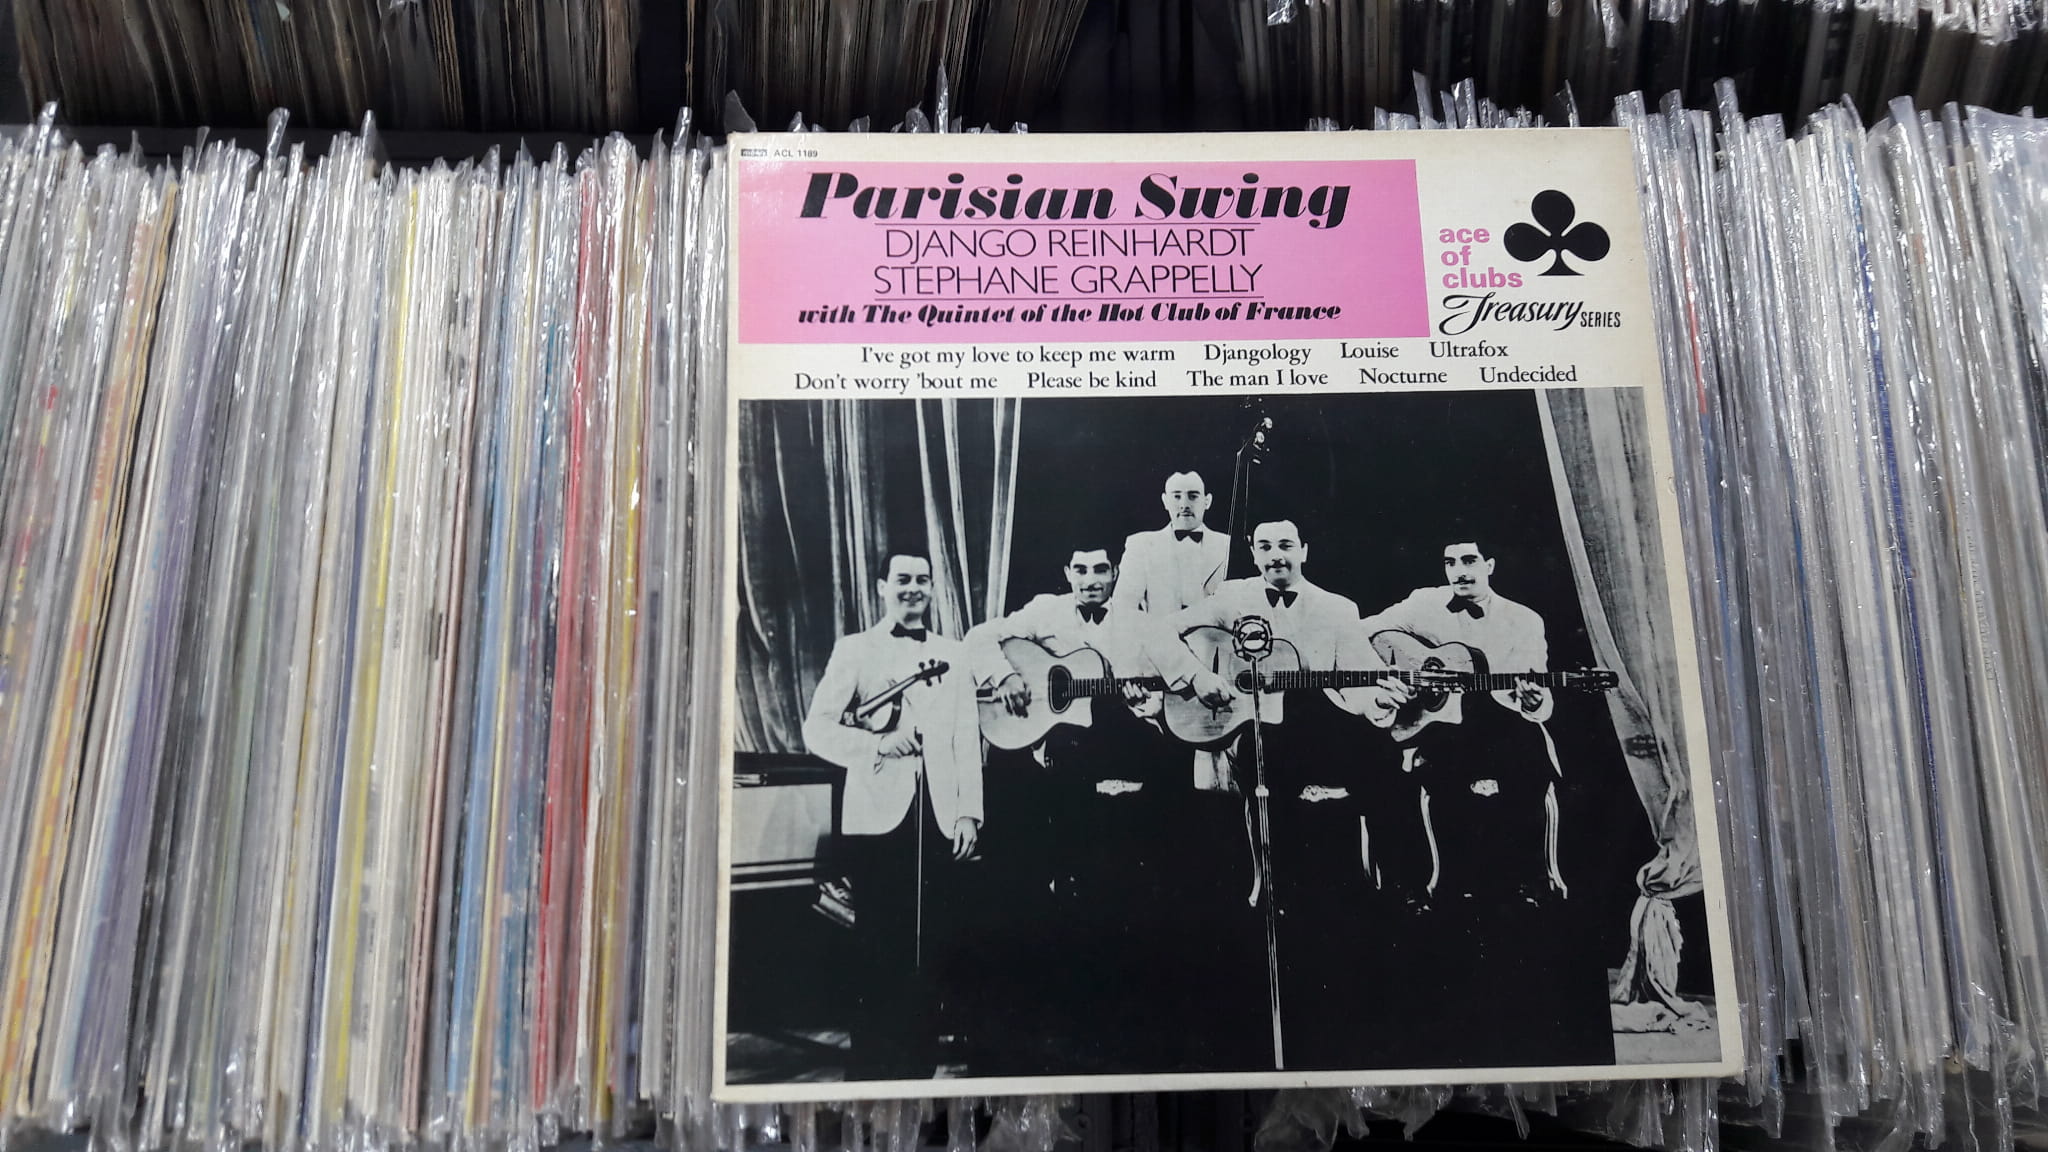 ACL 1189
Parisian Swing
DJANGO REINHARDT
STEPHANE GRAPPELLY
with The Quintet of the Hot Club of France
ace
of
clubs
Treasury SERIES
I've got my love to keep me warm Djangology Louise Ultrafox
Don't worry 'bout me Please be kind The man I love Nocturne Undecided